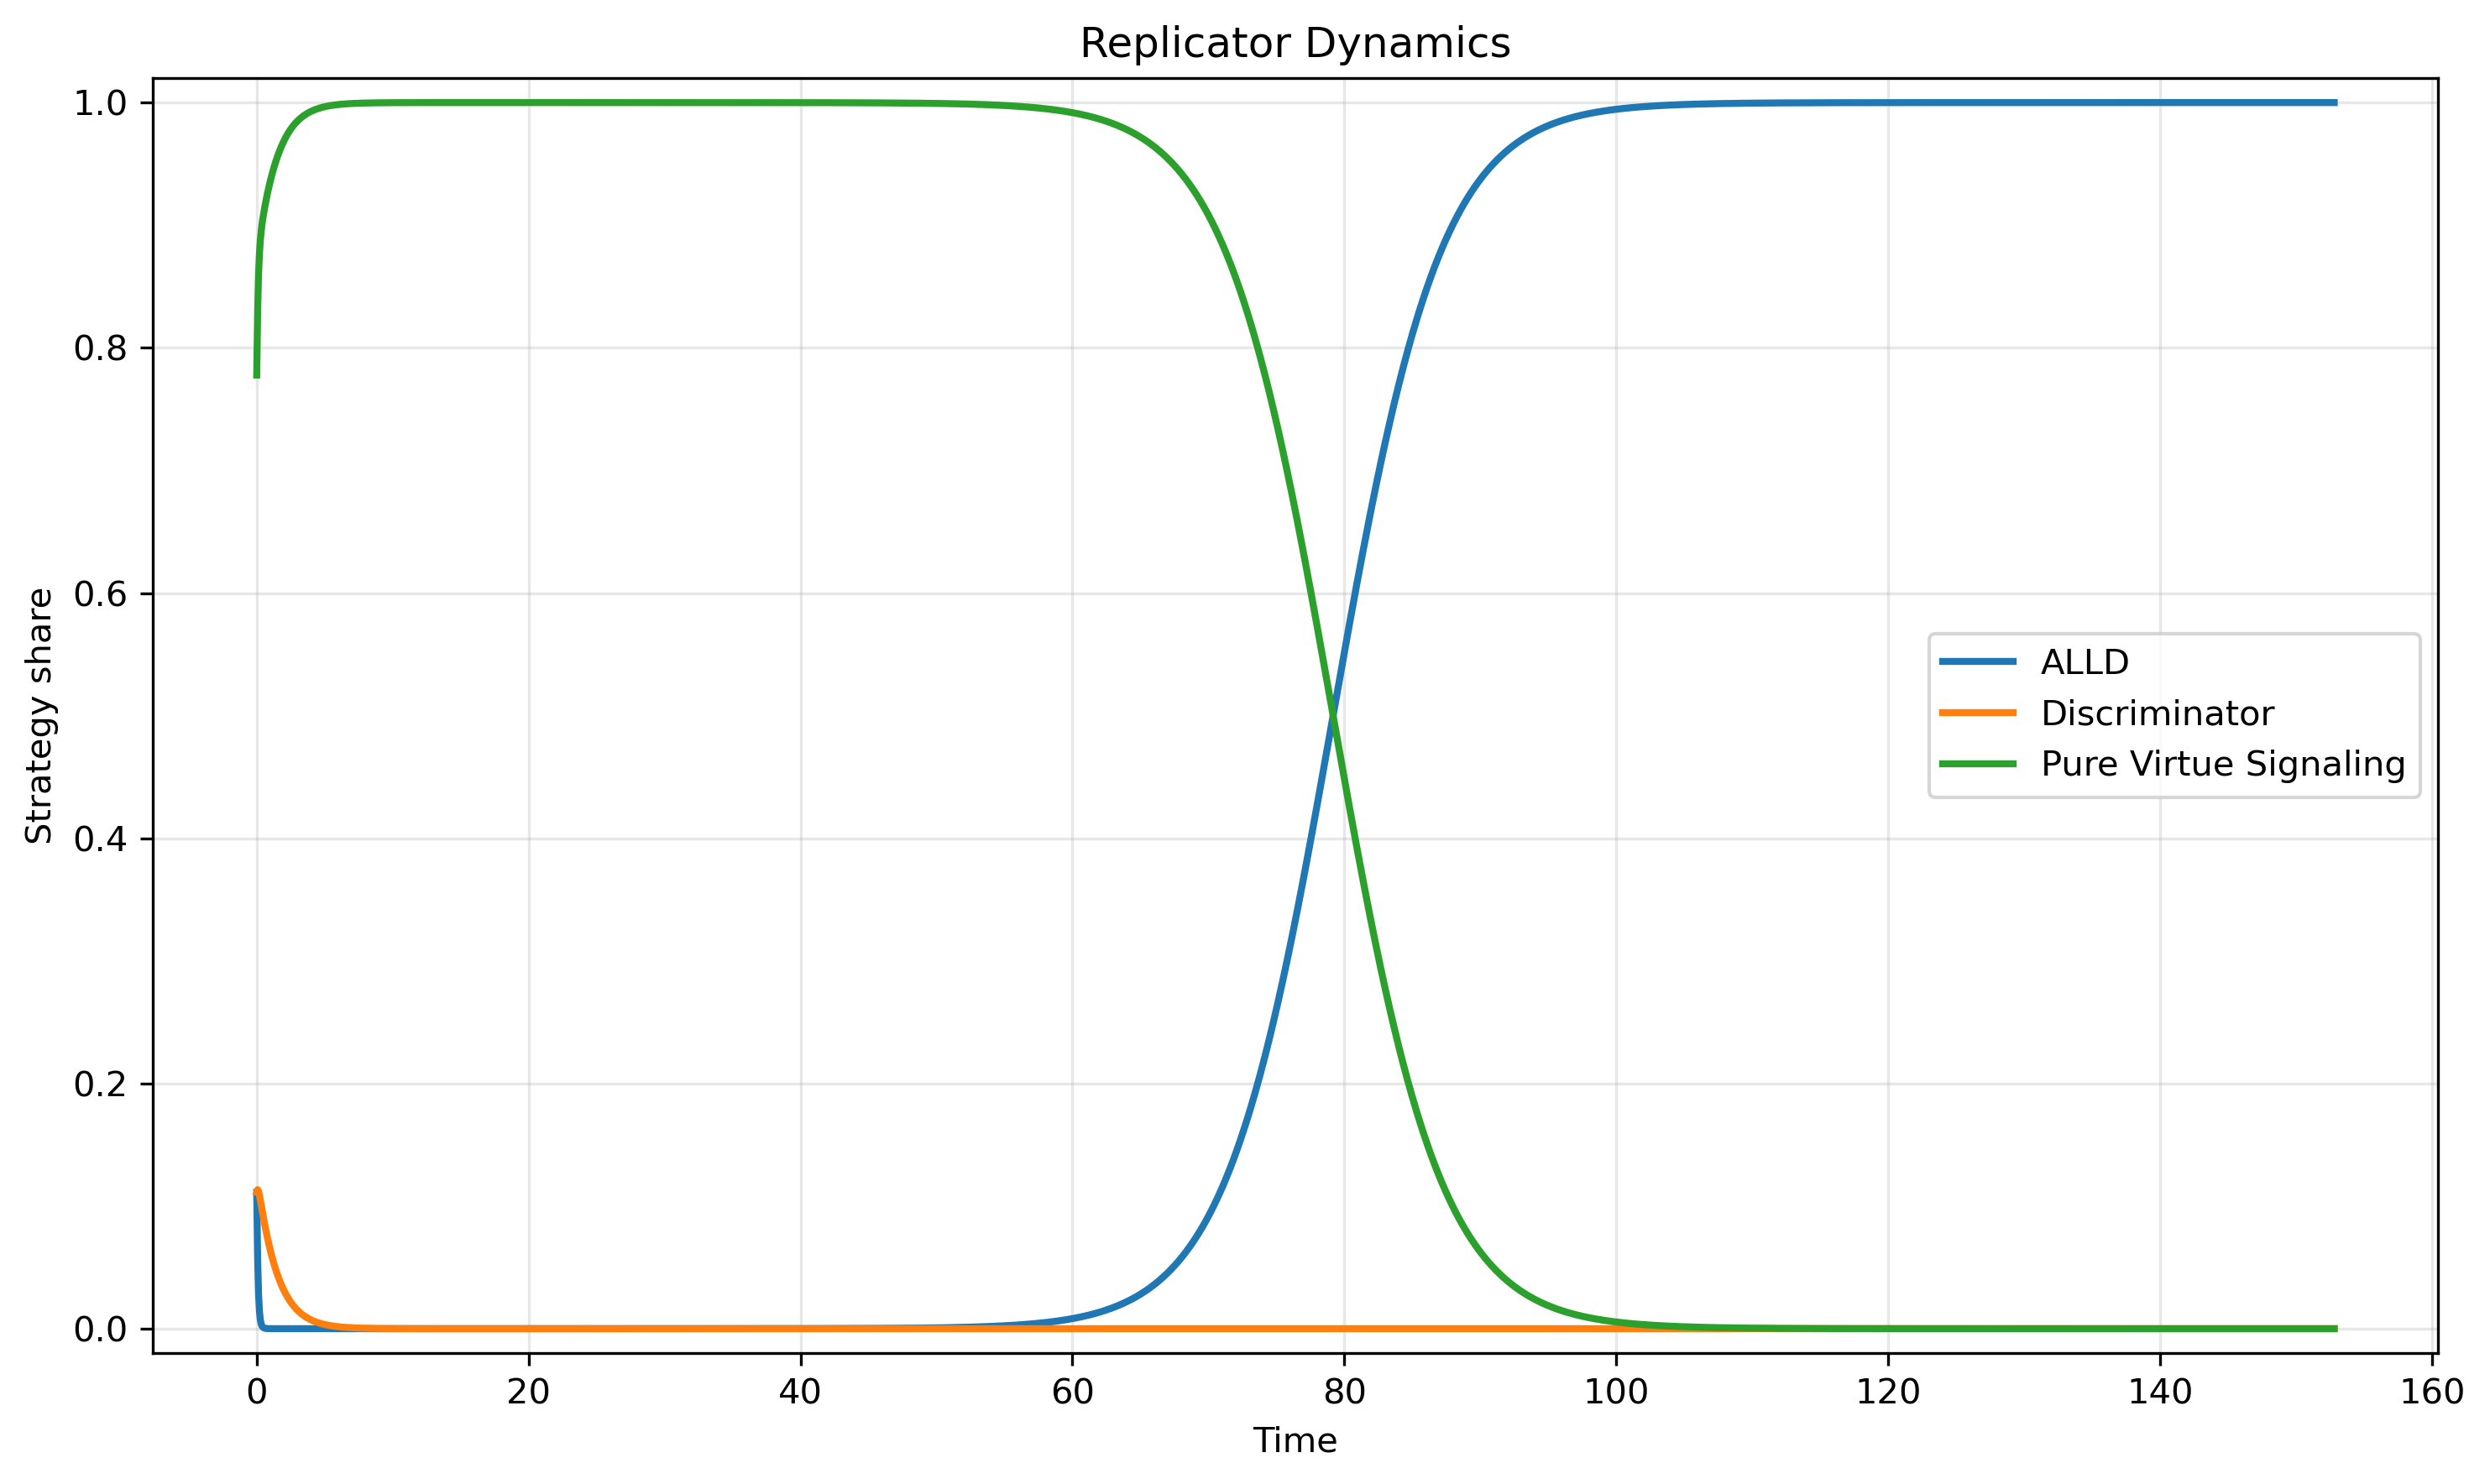 Replicator Dynamics
1.0
0.8
0.6
0.4
0.2
0.0
Strategy share
ALLD
Discriminator
Pure Virtue Signaling
0 20 40 60 80 100 120 140 160
Time